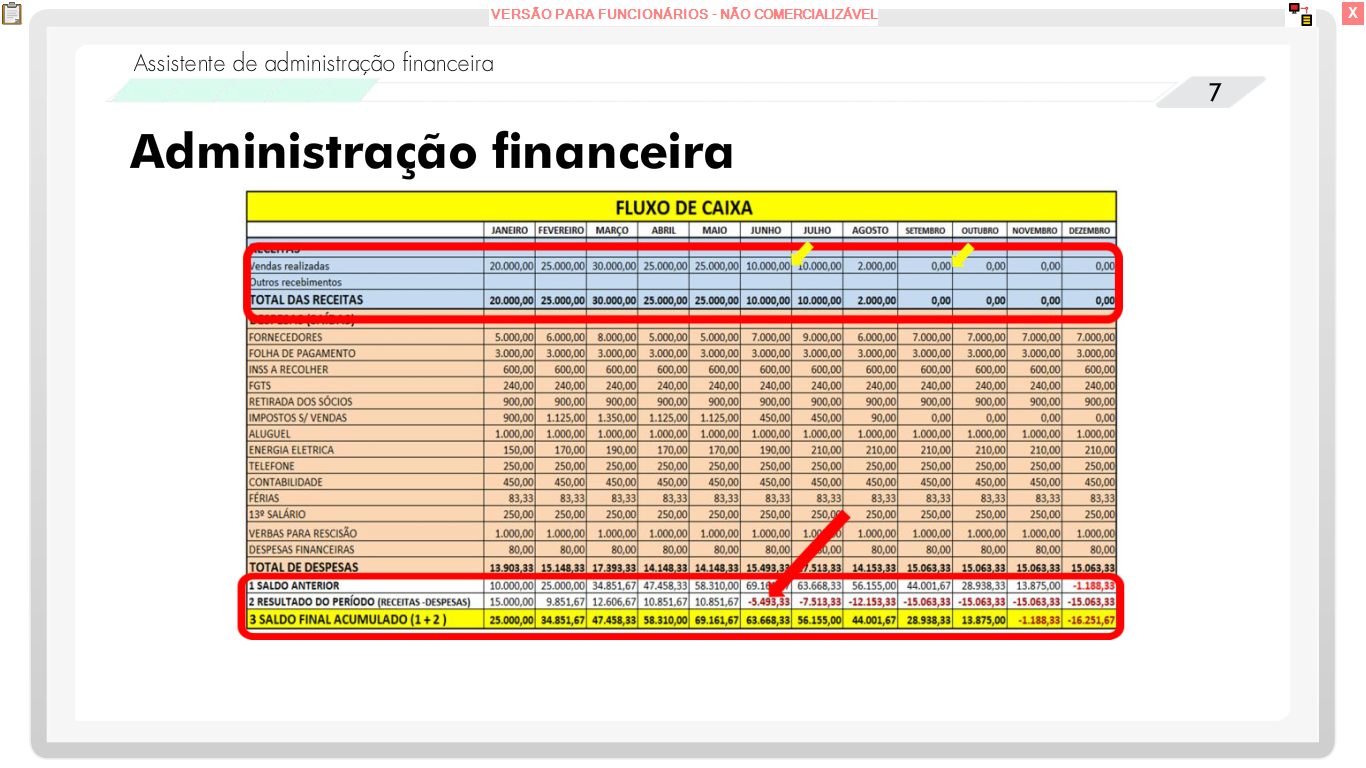 VERSÃO PARA FUNCIONÁRIOS - NÃO COMERCIALIZÁVEL
X
Assistente de administração financeira
7
Administração financeira
FLUXO DE CAIXA
JANEIRO FEVEREIRO MARÇO ABRIL MAIO JUNHO JULHO AGOSTO SETEMBRO OUTUBRO NOVEMBRO DEZEMBRO
RECEITAS
Vendas realizadas 20.000,00 25.000,00 30.000,00 25.000,00 25.000,00 10.000,00 10.000,00 2.000,00 0,00 0,00 0,00 0,00
Outros recebimentos
TOTAL DAS RECEITAS 20.000,00 25.000,00 30.000,00 25.000,00 25.000,00 10.000,00 10.000,00 2.000,00 0,00 0,00 0,00 0,00
DESPESAS (SAÍDAS)
FORNECEDORES 5.000,00 6.000,00 8.000,00 5.000,00 5.000,00 7.000,00 9.000,00 6.000,00 7.000,00 7.000,00 7.000,00 7.000,00
FOLHA DE PAGAMENTO 3.000,00 3.000,00 3.000,00 3.000,00 3.000,00 3.000,00 3.000,00 3.000,00 3.000,00 3.000,00 3.000,00 3.000,00
INSS A RECOLHER 600,00 600,00 600,00 600,00 600,00 600,00 600,00 600,00 600,00 600,00 600,00 600,00
FGTS 240,00 240,00 240,00 240,00 240,00 240,00 240,00 240,00 240,00 240,00 240,00 240,00
RETIRADA DOS SÓCIOS 900,00 900,00 900,00 900,00 900,00 900,00 900,00 900,00 900,00 900,00 900,00 900,00
IMPOSTOS S/ VENDAS 900,00 1.125,00 1.350,00 1.125,00 1.125,00 450,00 450,00 90,00 0,00 0,00 0,00 0,00
ALUGUEL 1.000,00 1.000,00 1.000,00 1.000,00 1.000,00 1.000,00 1.000,00 1.000,00 1.000,00 1.000,00 1.000,00 1.000,00
ENERGIA ELETRICA 150,00 170,00 190,00 170,00 170,00 190,00 210,00 210,00 210,00 210,00 210,00 210,00
TELEFONE 250,00 250,00 250,00 250,00 250,00 250,00 250,00 250,00 250,00 250,00 250,00 250,00
CONTABILIDADE 450,00 450,00 450,00 450,00 450,00 450,00 450,00 450,00 450,00 450,00 450,00 450,00
FÉRIAS 83,33 83,33 83,33 83,33 83,33 83,33 83,33 83,33 83,33 83,33 83,33 83,33
13º SALÁRIO 250,00 250,00 250,00 250,00 250,00 250,00 250,00 250,00 250,00 250,00 250,00 250,00
VERBAS PARA RESCISÃO 1.000,00 1.000,00 1.000,00 1.000,00 1.000,00 1.000,00 1.000,00 1.000,00 1.000,00 1.000,00 1.000,00 1.000,00
DESPESAS FINANCEIRAS 80,00 80,00 80,00 80,00 80,00 80,00 80,00 80,00 80,00 80,00 80,00 80,00
TOTAL DE DESPESAS 13.903,33 15.148,33 17.393,33 14.148,33 14.148,33 15.493,33 17.513,33 14.153,33 15.063,33 15.063,33 15.063,33 15.063,33
1 SALDO ANTERIOR 10.000,00 25.000,00 34.851,67 47.458,33 58.310,00 69.161,67 63.668,33 56.155,00 44.001,67 28.938,33 13.875,00 -1.188,33
2 RESULTADO DO PERÍODO (RECEITAS -DESPESAS) 15.000,00 9.851,67 12.606,67 10.851,67 10.851,67 -5.493,33 -7.513,33 -12.153,33 -15.063,33 -15.063,33 -15.063,33 -15.063,33
3 SALDO FINAL ACUMULADO (1 + 2 ) 25.000,00 34.851,67 47.458,33 58.310,00 69.161,67 63.668,33 56.155,00 44.001,67 28.938,33 13.875,00 -1.188,33 -16.251,67